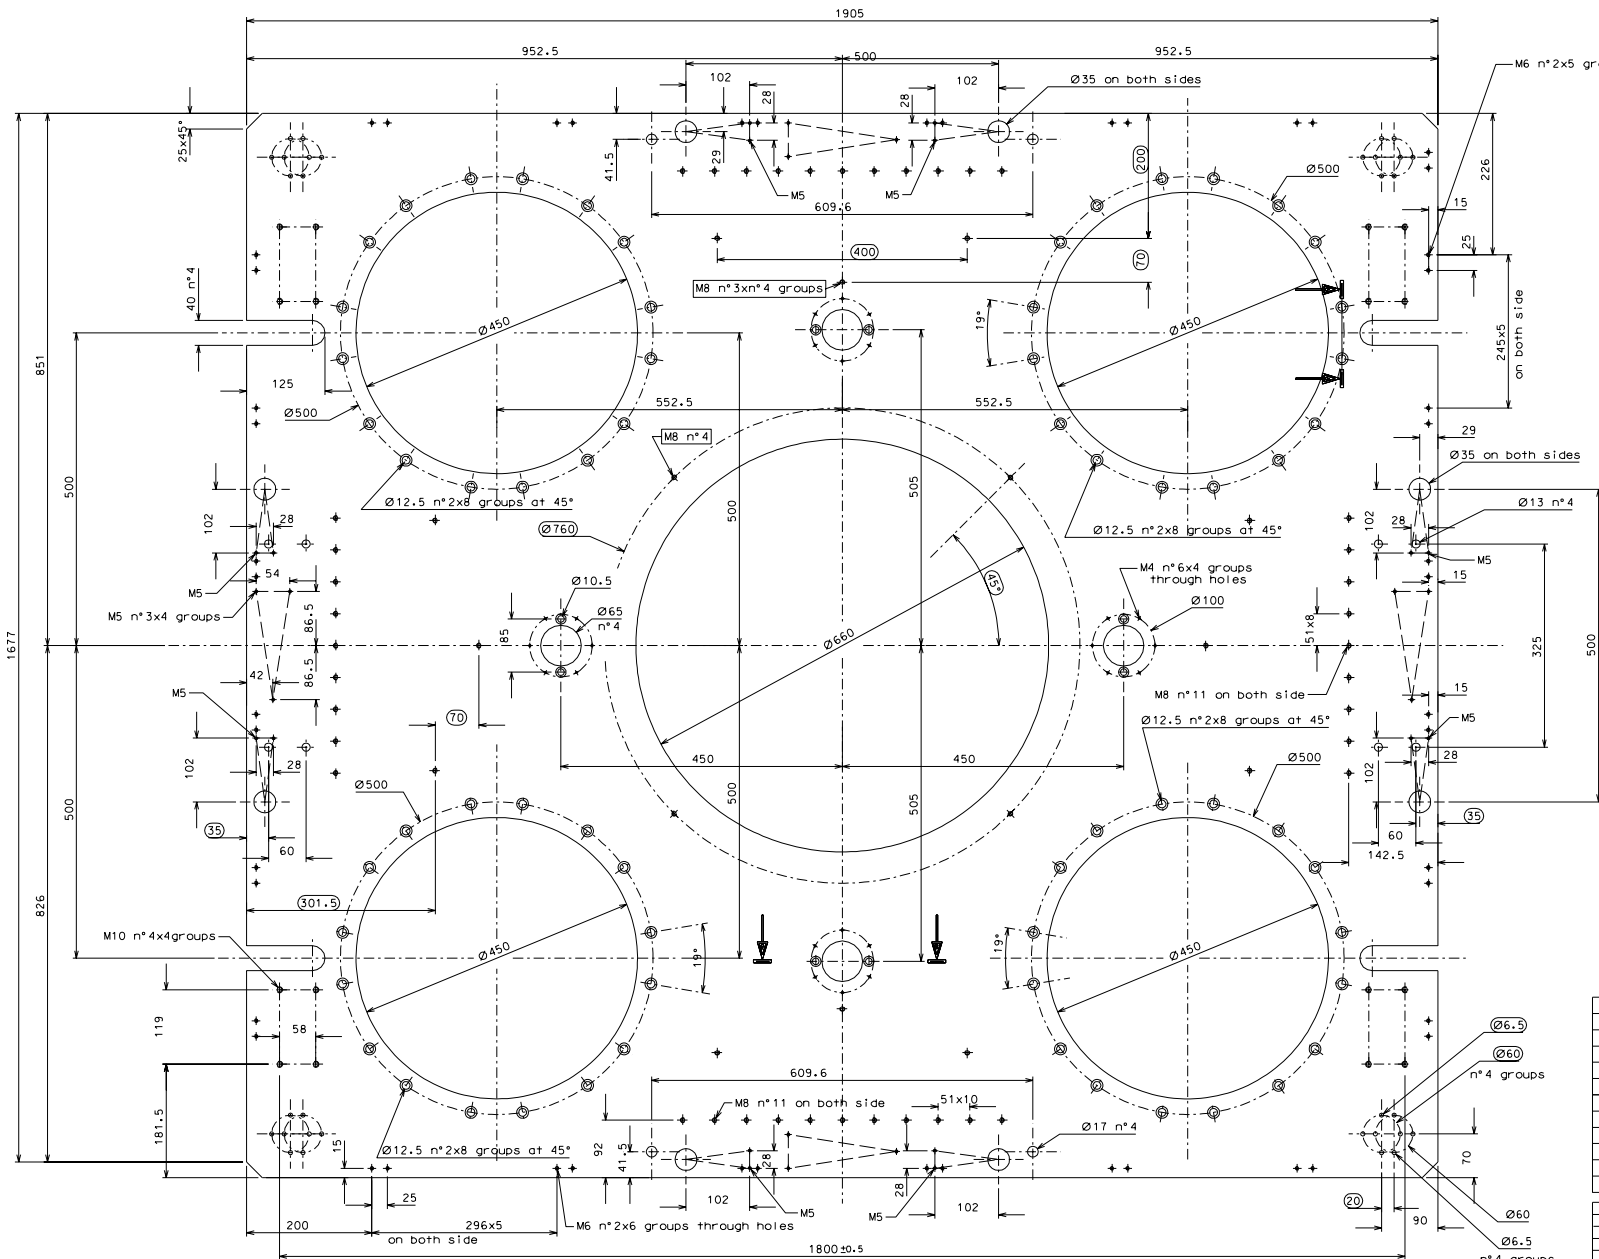 1905
952.5
500
952.5
102
28
28
102
Ø35 on both sides
M6 n°2x5 gr
25x45°
41.5
29
M5
M5
200
Ø500
226
15
25
609.6
400
70
40 n°4
M8 n°3xn°4 groups
19°
Ø450
Ø450
245x5
on both side
851
125
552.5
552.5
Ø500
29
M8 n°4
505
Ø35 on both sides
500
500
Ø12.5 n°2x8 groups at 45°
102
28
Ø760
Ø12.5 n°2x8 groups at 45°
102
28
Ø13 n°4
45°
M5
54
M5
15
M5 n°3x4 groups
86.5
Ø10.5
Ø65
n°4
M4 n°6x4 groups
through holes
Ø100
85
Ø660
51x8
325
500
1677
86.5
42
M5
M8 n°11 on both side
15
70
Ø12.5 n°2x8 groups at 45°
M5
102
28
450
450
102
28
500
500
Ø500
505
Ø500
35
60
60
35
142.5
826
301.5
M10 n°4x4groups
Ø450
19°
19°
Ø450
119
58
Ø6.5
Ø60
n°4 groups
609.6
51x10
M8 n°11 on both side
181.5
15
Ø12.5 n°2x8 groups at 45°
92
41.5
28
28
Ø17 n°4
70
25
102
M5
M5
102
20
90
Ø60
200
296x5
on both side
M6 n°2x6 groups through holes
1800±0.5
Ø6.5
n°4 groups